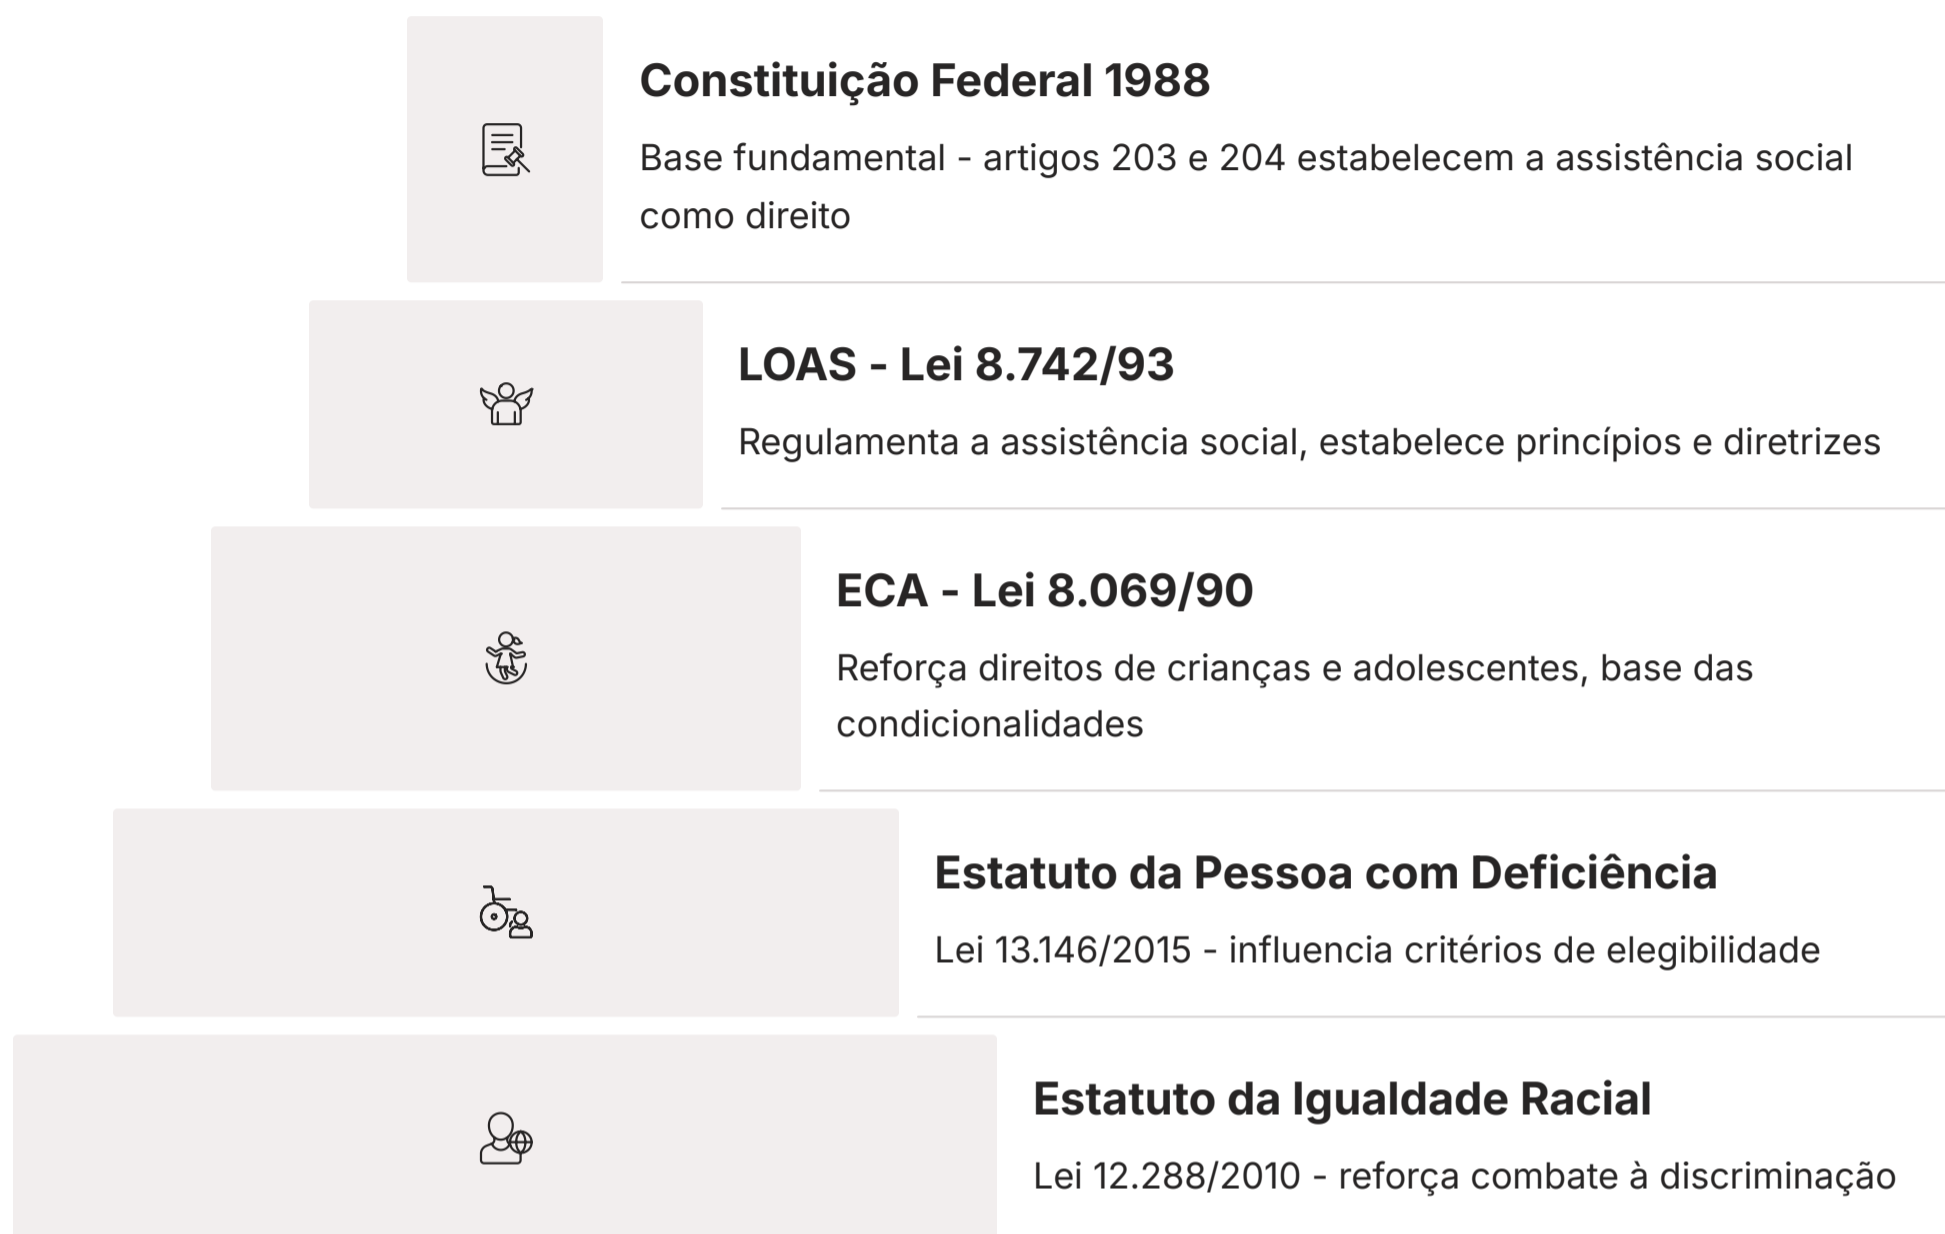 Constituição Federal 1988
Base fundamental - artigos 203 e 204 estabelecem a assistência social
como direito
LOAS - Lei 8.742/93
Regulamenta a assistência social, estabelece princípios e diretrizes
ECA - Lei 8.069/90
Reforça direitos de crianças e adolescentes, base das
condicionalidades
Estatuto da Pessoa com Deficiência
Lei 13.146/2015 - influencia critérios de elegibilidade
Estatuto da Igualdade Racial
Lei 12.288/2010 - reforça combate à discriminação